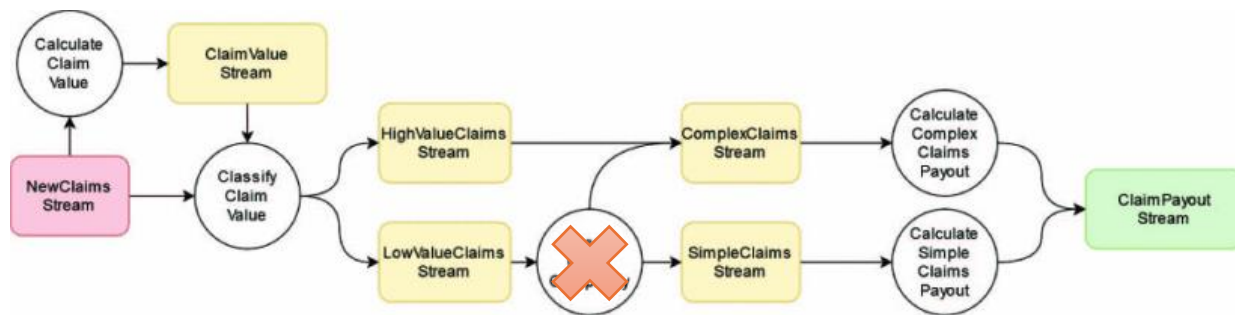 Calculate
Claim
Value
ClaimValue
Stream
NewClaims
Stream
Classify
Claim
Value
HighValueClaims
Stream
LowValueClaims
Stream
ComplexClaims
Stream
SimpleClaims
Stream
Calculate
Complex
Claims
Payout
Calculate
Simple
Claims
Payout
ClaimPayout
Stream